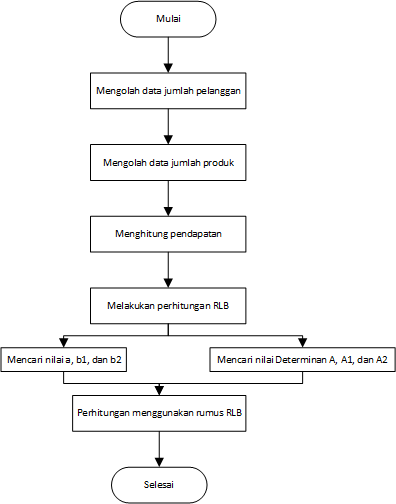 Mulai
Mengolah data jumlah pelanggan
Mengolah data jumlah produk
Menghitung pendapatan
Melakukan perhitungan RLB
Mencari nilai a, b1, dan b2
Mencari nilai Determinan A, A1, dan A2
Perhitungan menggunakan rumus RLB
Selesai